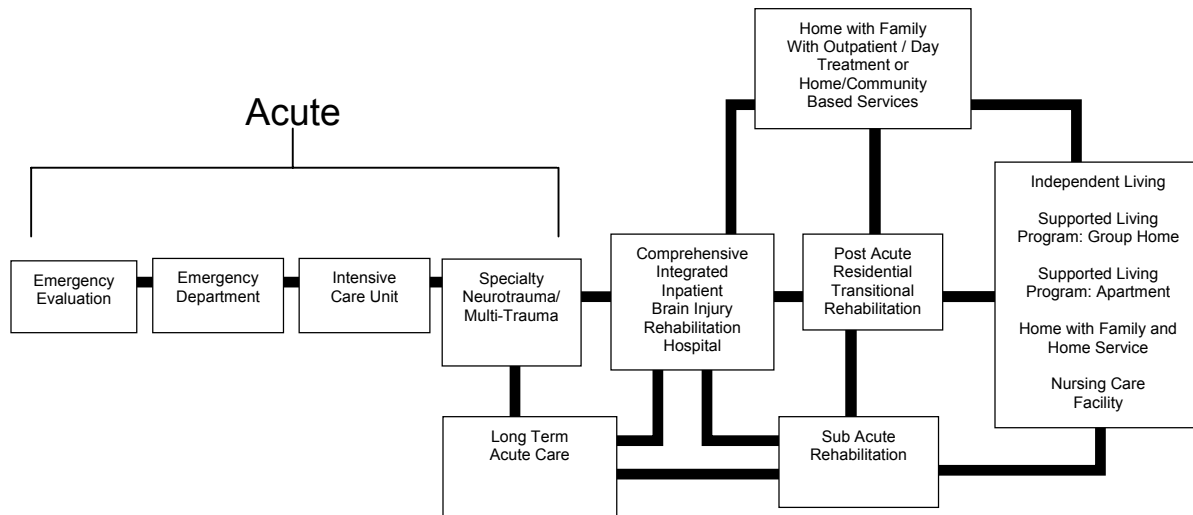 Acute
Emergency
Evaluation
Emergency
Department
Intensive
Care Unit
Specialty
Neurotrauma/
Multi-Trauma
Long Term
Acute Care
Comprehensive
Integrated
Inpatient
Brain Injury
Rehabilitation
Hospital
Home with Family
With Outpatient / Day
Treatment or
Home/Community
Based Services
Post Acute
Residential
Transitional
Rehabilitation
Sub Acute
Rehabilitation
Independent Living
Supported Living
Program: Group Home
Supported Living
Program: Apartment
Home with Family and
Home Service
Nursing Care
Facility